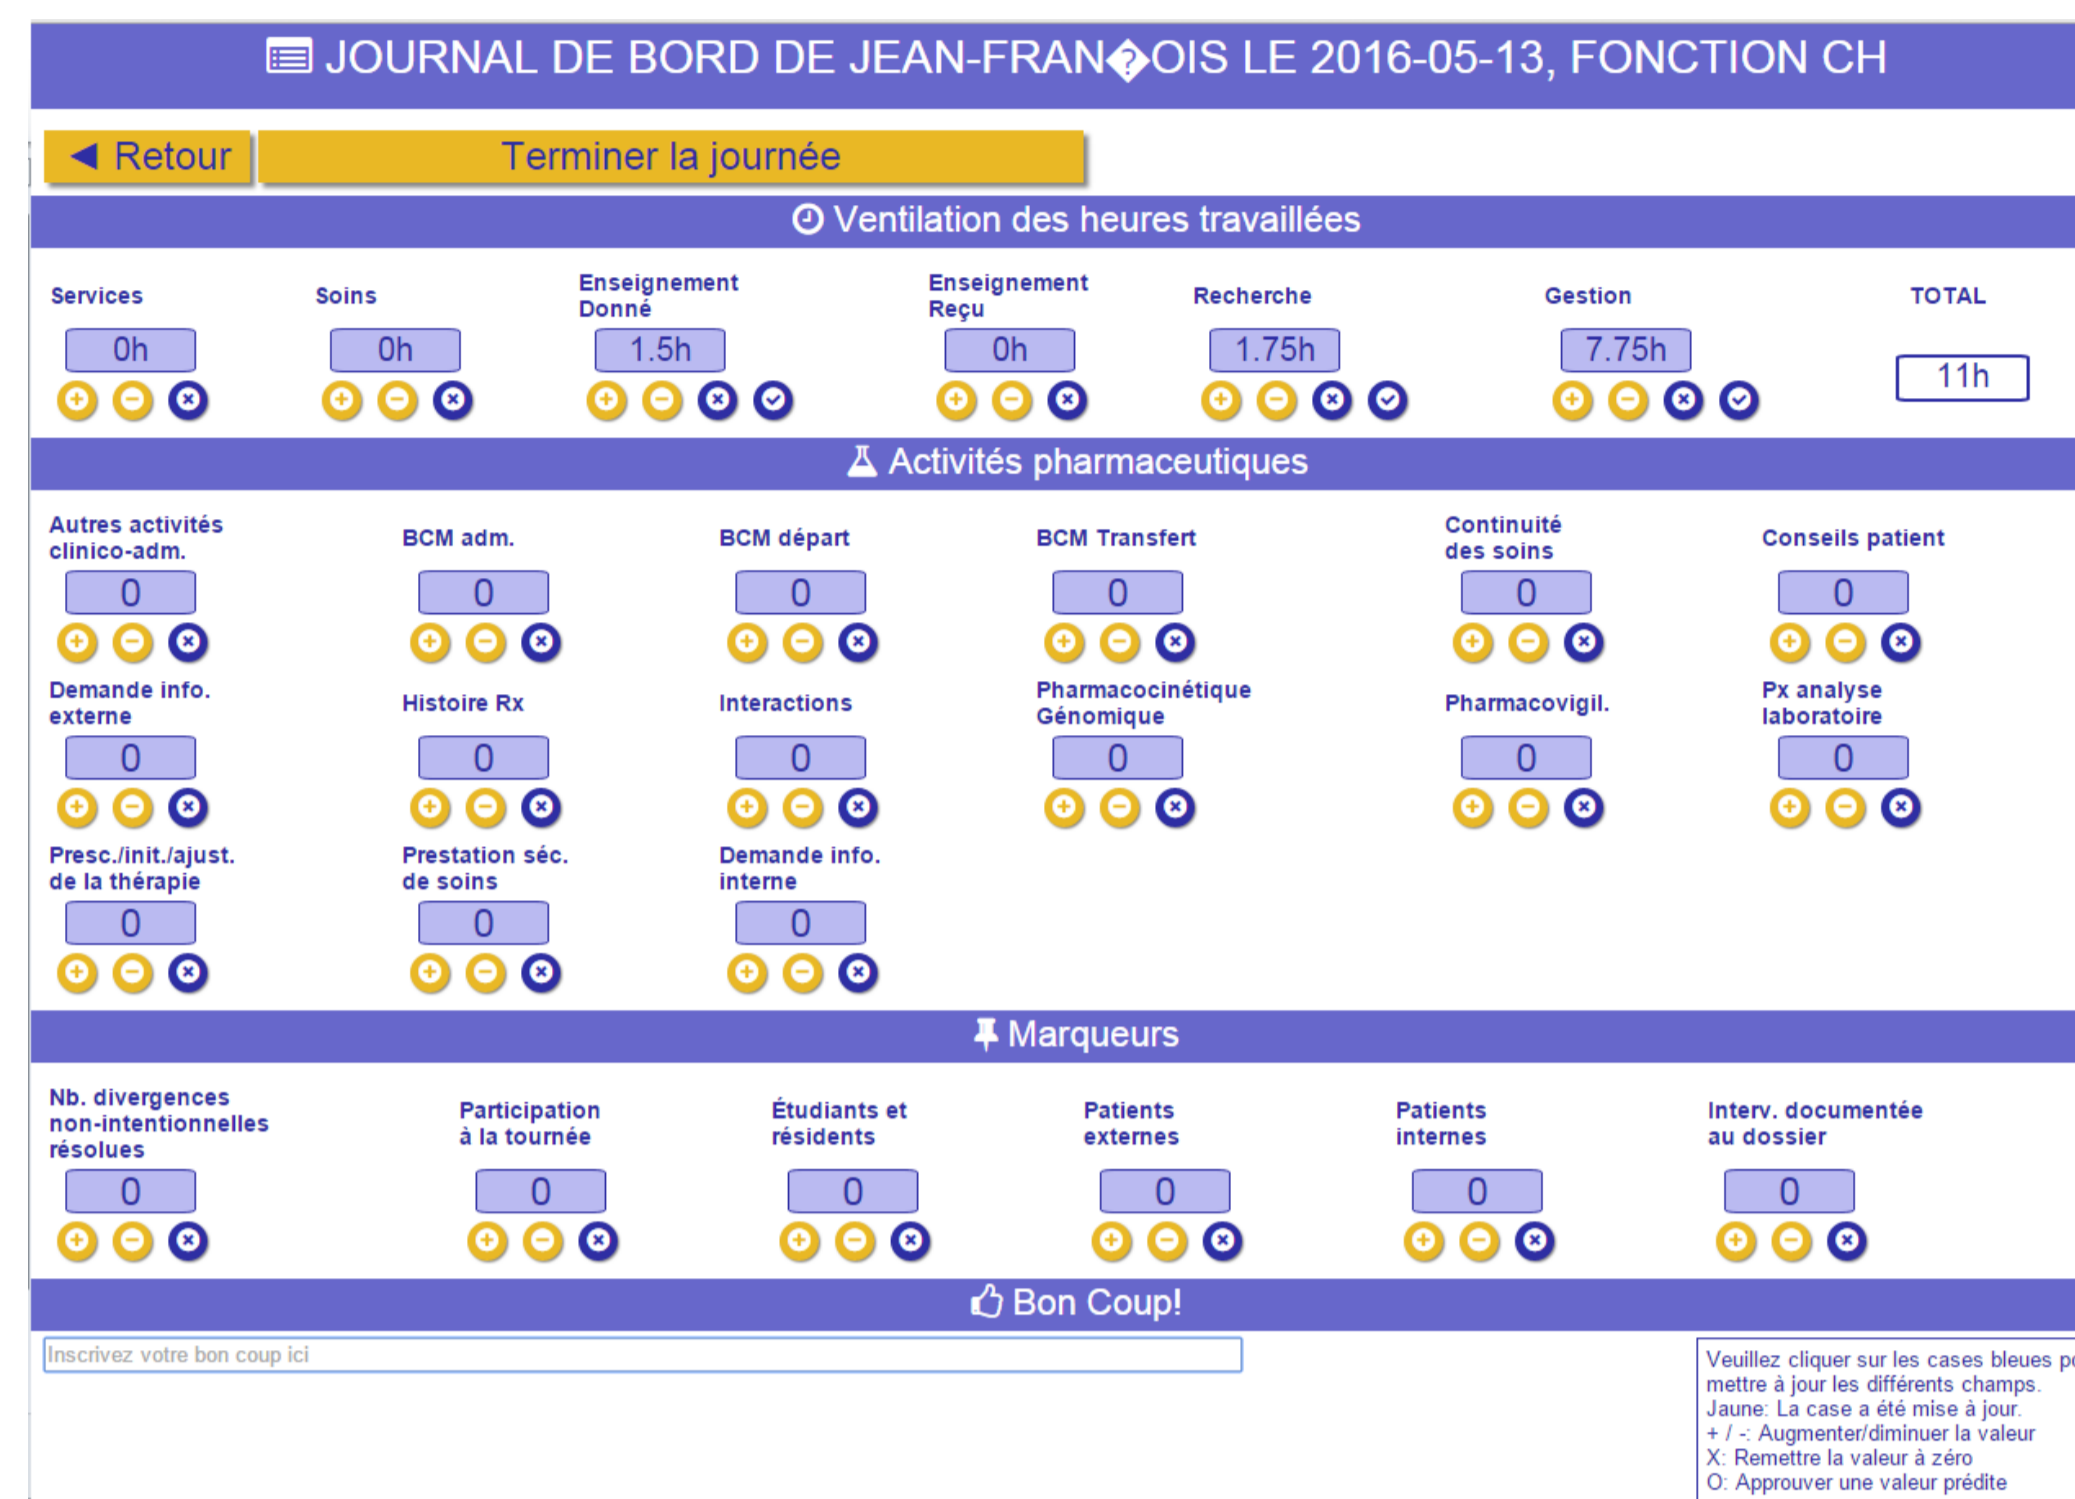 JOURNAL DE BORD DE JEAN-FRAN�OIS LE 2016-05-13, FONCTION CH
◄ Retour
Terminer la journée
Ventilation des heures travaillées
Services
Soins
Enseignement
Donné
Enseignement
Reçu
Recherche
Gestion
TOTAL
0h
0h
1.5h
0h
1.75h
7.75h
11h
Activités pharmaceutiques
Autres activités
clinico-adm.
BCM adm.
BCM départ
BCM Transfert
Continuité
des soins
Conseils patient
0
0
0
0
0
0
Demande info.
externe
Histoire Rx
Interactions
Pharmacocinétique
Génomique
Pharmacovigil.
Px analyse
laboratoire
0
0
0
0
0
0
Presc./init./ajust.
de la thérapie
Prestation séc.
de soins
Demande info.
interne
0
0
0
Marqueurs
Nb. divergences
non-intentionnelles
résolues
Participation
à la tournée
Étudiants et
résidents
Patients
externes
Patients
internes
Interv. documentée
au dossier
0
0
0
0
0
0
Bon Coup!
Inscrivez votre bon coup ici
Veuillez cliquer sur les cases bleues
mettre à jour les différents champs.
Jaune: La case a été mise à jour.
+ / -: Augmenter/diminuer la valeur
X: Remettre la valeur à zéro
O: Approuver une valeur prédite